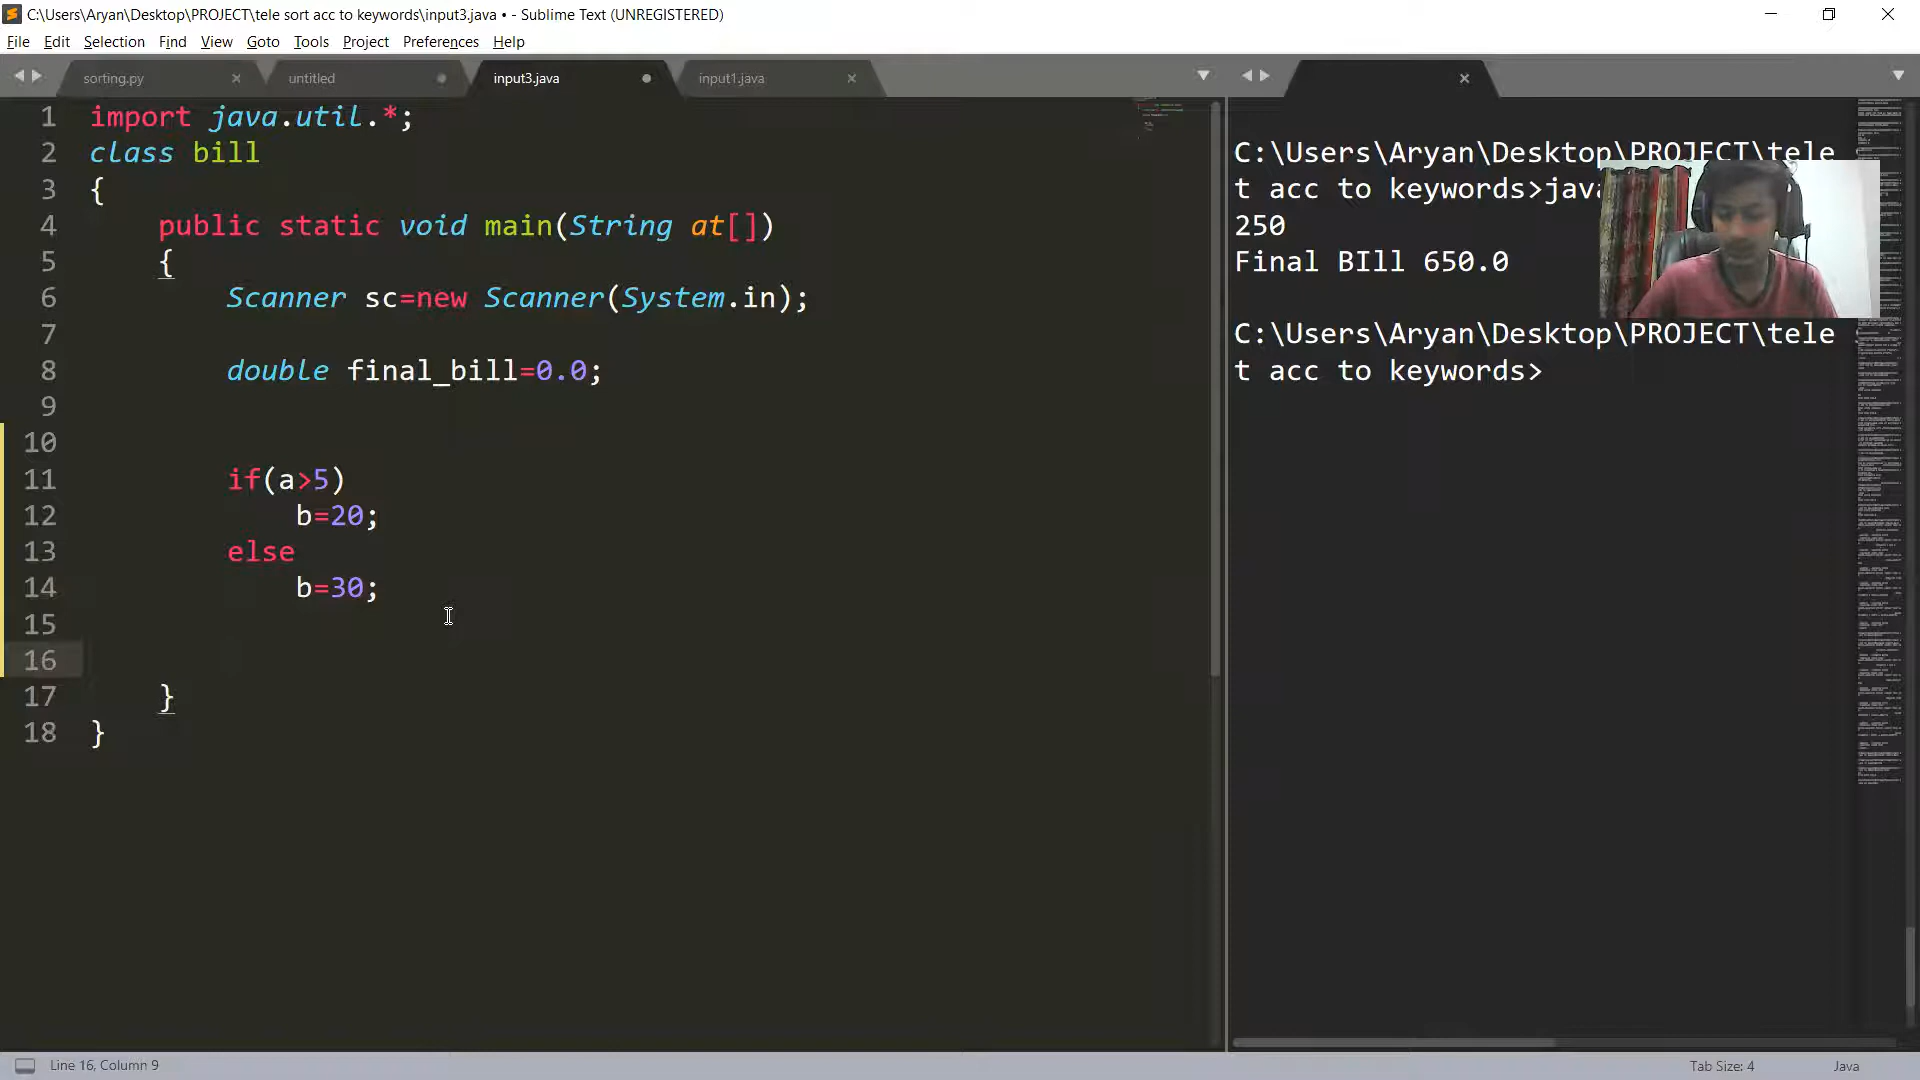 C:\Users\Aryan\Desktop\PROJECT\tele sort acc to keywords\input3.java • - Sublime Text (UNREGISTERED)
File Edit Selection Find View Goto Tools Project Preferences Help
sorting.py untitled input3.java input1.java
1 import java.util.*;
2 class bill
3 {
4 public static void main(String at[])
5 {
6 Scanner sc=new Scanner(System.in);
7
8 double final_bill=0.0;
9
10
11 if(a>5)
12 b=20;
13 else
14 b=30;
15
16
17 }
18 }
C:\Users\Aryan\Desktop\PROJECT\tele
t acc to keywords>java
250
Final BIll 650.0
C:\Users\Aryan\Desktop\PROJECT\tele
t acc to keywords>
Line 16, Column 9
Tab Size: 4
Java